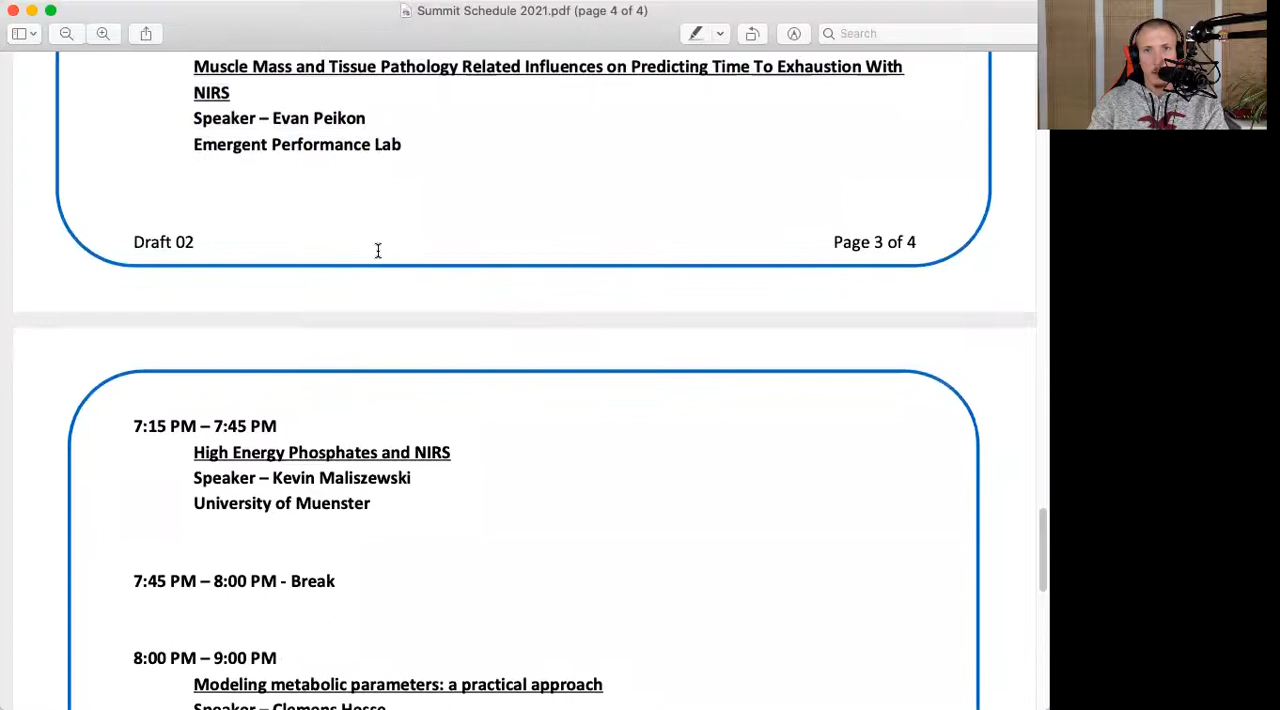 Summit Schedule 2021.pdf (page 4 of 4)
Search
Muscle Mass and Tissue Pathology Related Influences on Predicting Time To Exhaustion With
NIRS
Speaker – Evan Peikon
Emergent Performance Lab
Draft 02
Page 3 of 4
7:15 PM – 7:45 PM
High Energy Phosphates and NIRS
Speaker – Kevin Maliszewski
University of Muenster
7:45 PM – 8:00 PM - Break
8:00 PM – 9:00 PM
Modeling metabolic parameters: a practical approach
Speaker – Clemens Hesse